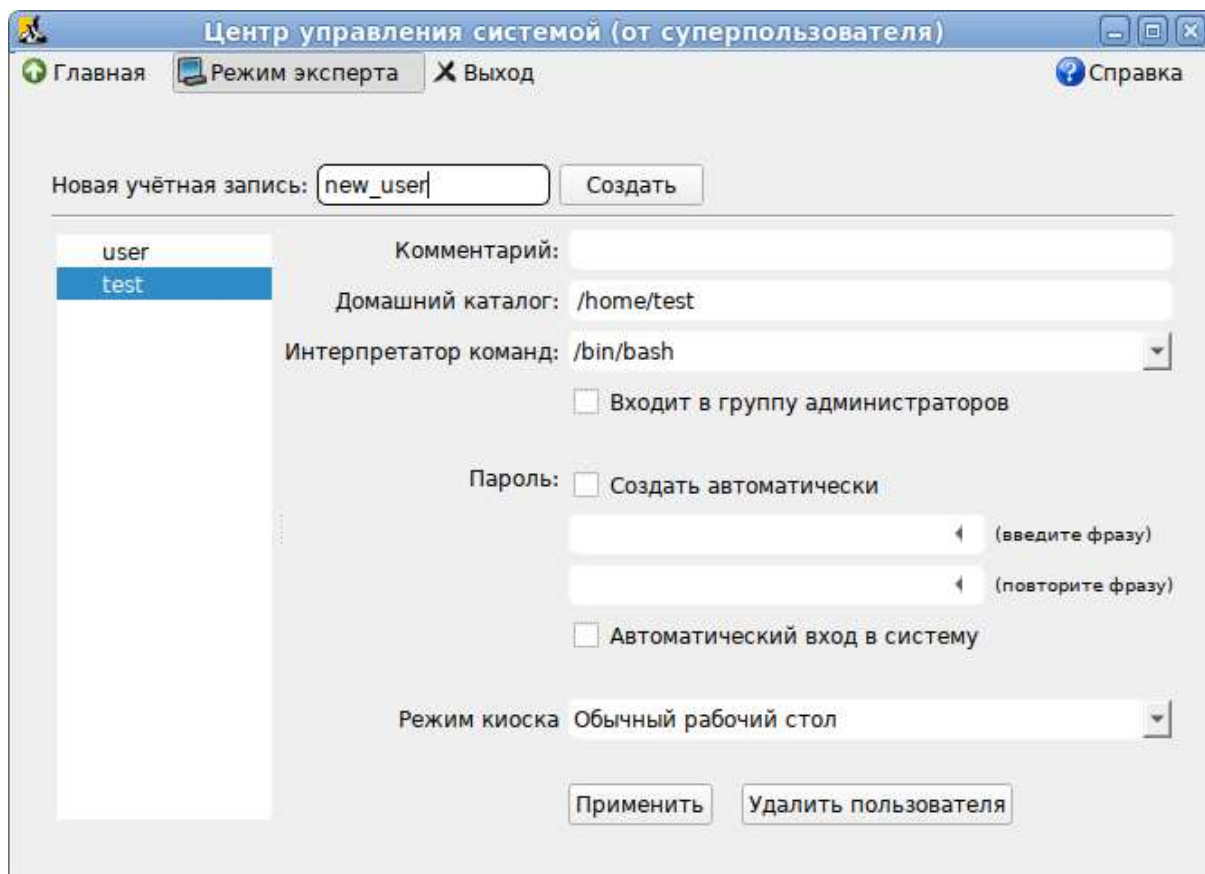 Центр управления системой (от суперпользователя)
Главная Режим эксперта Выход Справка
Новая учётная запись: new_user Создать
user
test
Комментарий:
Домашний каталог: /home/test
Интерпретатор команд: /bin/bash
Входит в группу администраторов
Пароль: Создать автоматически
(введите фразу)
(повторите фразу)
Автоматический вход в систему
Режим киоска Обычный рабочий стол
Применить Удалить пользователя